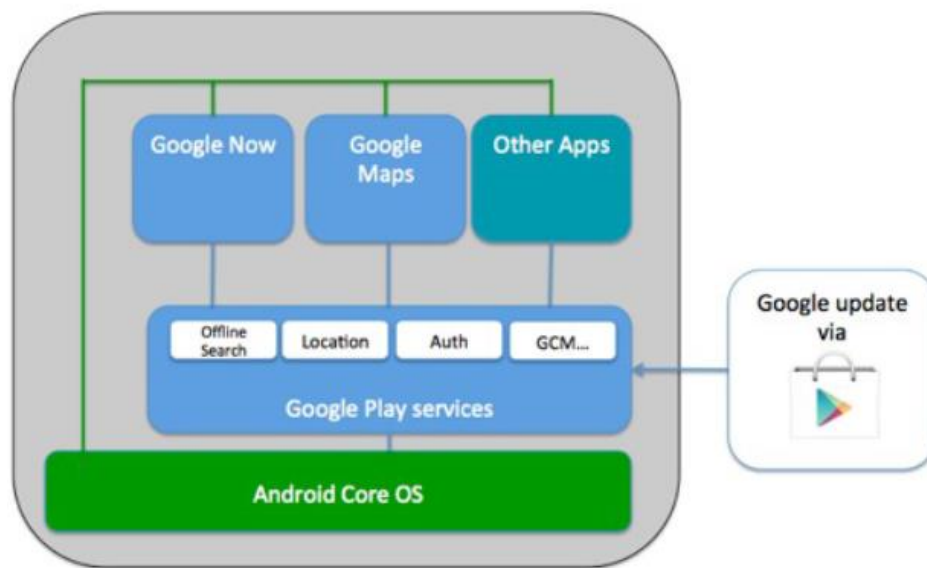 Google Now
Google
Maps
Other Apps
Offline
Search
Location
Auth
GCM...
Google Play services
Android Core OS
Google update
via